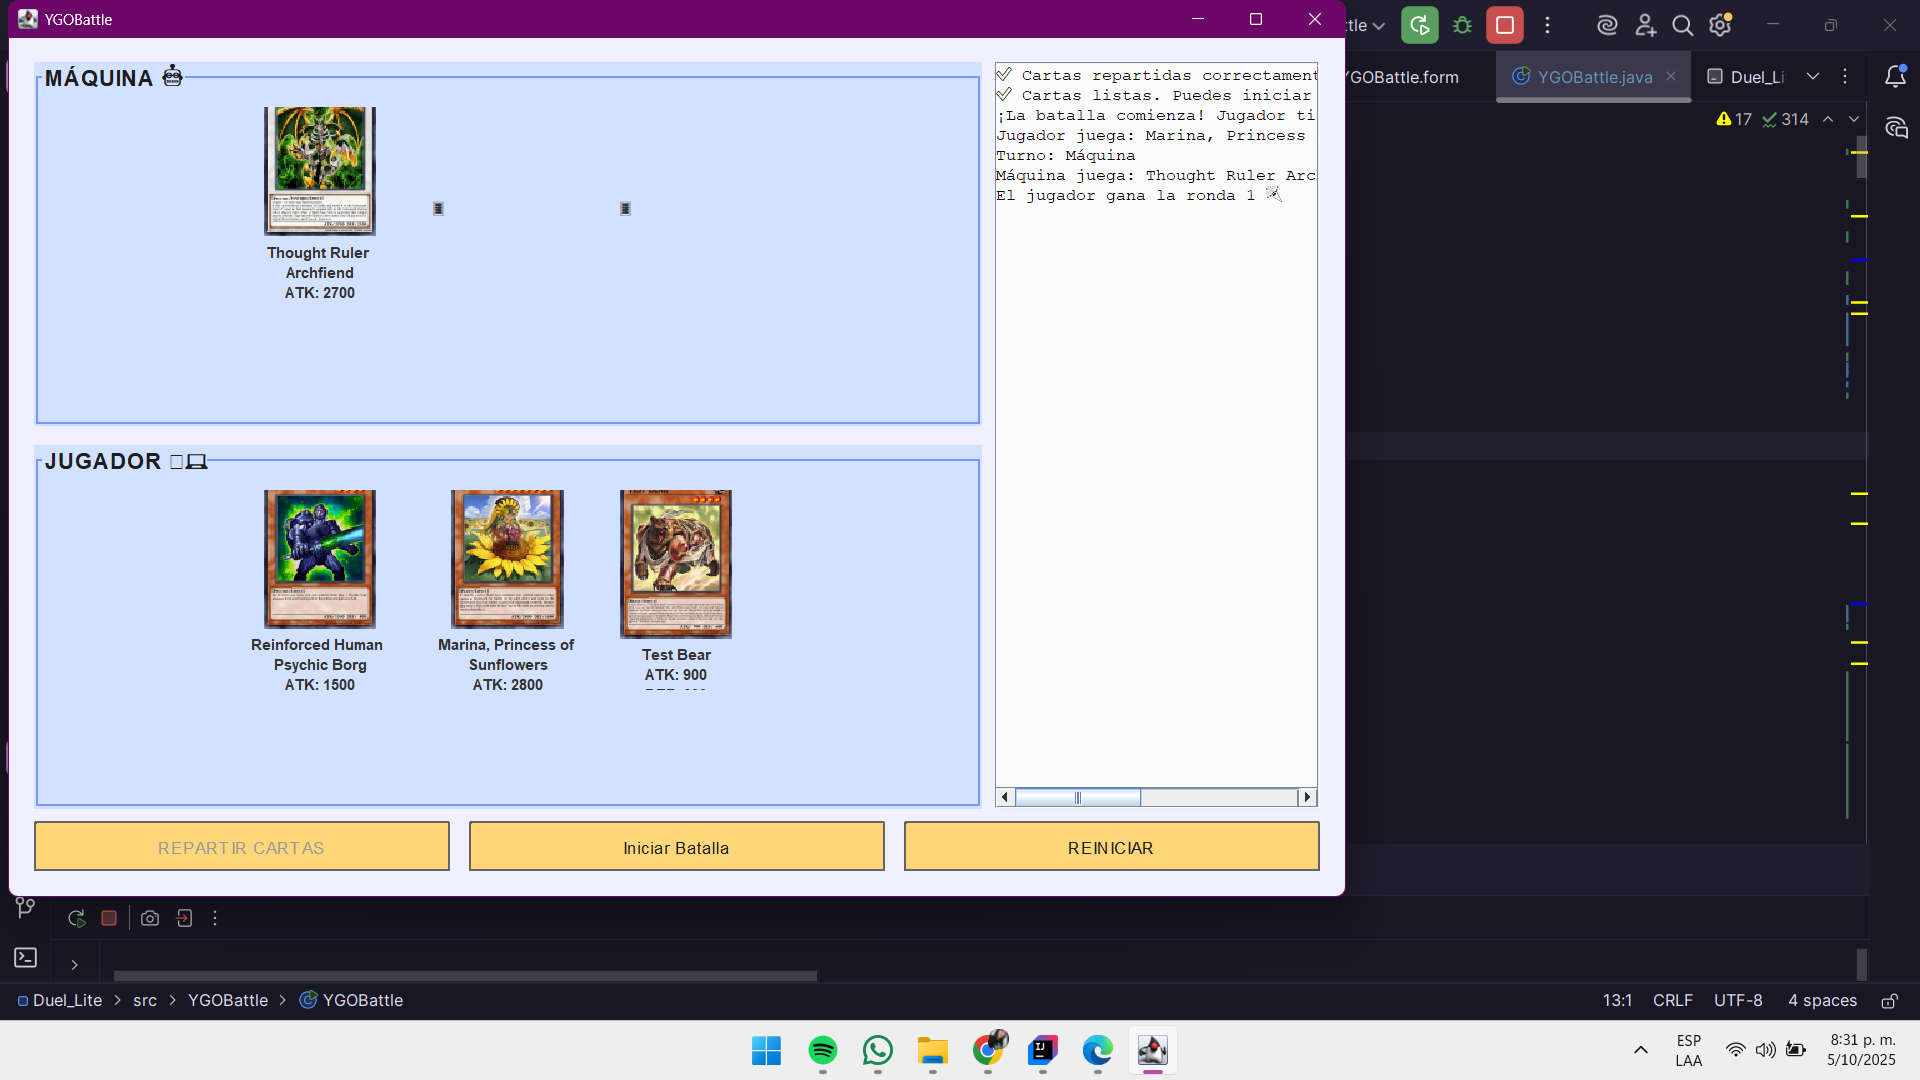 YGOBattle
MÁQUINA
Thought Ruler
Archfiend
ATK: 2700
JUGADOR
Reinforced Human
Psychic Borg
ATK: 1500
Marina, Princess of
Sunflowers
ATK: 2800
Test Bear
ATK: 900
✓ Cartas repartidas correctament
✓ Cartas listas. Puedes iniciar
¡La batalla comienza! Jugador ti
Jugador juega: Marina, Princess
Turno: Máquina
Máquina juega: Thought Ruler Arc
El jugador gana la ronda 1
REPARTIR CARTAS
Iniciar Batalla
REINICIAR
tle
YGOBattle.form
YGOBattle.java
Duel_Li
17
314
Duel_Lite > src > YGOBattle > YGOBattle
13:1 CRLF UTF-8 4 spaces
ESP
LAA
8:31 p. m.
5/10/2025